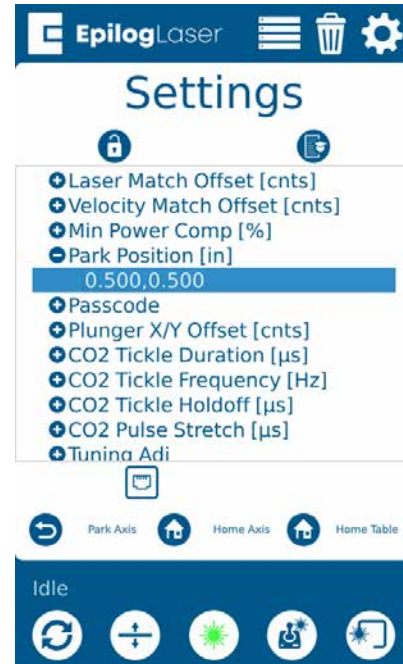 EpilogLaser
Settings
Laser Match Offset [cnts]
Velocity Match Offset [cnts]
Min Power Comp [%]
Park Position [in]
0.500,0.500
Passcode
Plunger X/Y Offset [cnts]
CO2 Tickle Duration [µs]
CO2 Tickle Frequency [Hz]
CO2 Tickle Holdoff [µs]
CO2 Pulse Stretch [µs]
Tuning Adj
Park Axis Home Axis Home Table
Idle